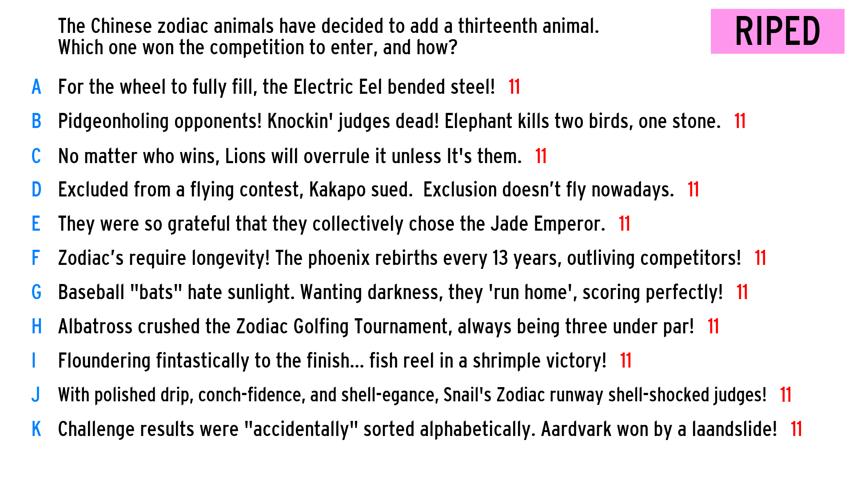 The Chinese zodiac animals have decided to add a thirteenth animal.
Which one won the competition to enter, and how?
RIPED
A For the wheel to fully fill, the Electric Eel bended steel! 11
B Pidgeonholing opponents! Knockin' judges dead! Elephant kills two birds, one stone. 11
C No matter who wins, Lions will overrule it unless It's them. 11
D Excluded from a flying contest, Kakapo sued. Exclusion doesn't fly nowadays. 11
E They were so grateful that they collectively chose the Jade Emperor. 11
F Zodiac's require longevity! The phoenix rebirths every 13 years, outliving competitors! 11
G Baseball "bats" hate sunlight. Wanting darkness, they 'run home', scoring perfectly! 11
H Albatross crushed the Zodiac Golfing Tournament, always being three under par! 11
I Floundering fintastically to the finish... fish reel in a shrimple victory! 11
J With polished drip, conch-fidence, and shell-egance, Snail's Zodiac runway shell-shocked judges! 11
K Challenge results were "accidentally" sorted alphabetically. Aardvark won by a laandslide! 11